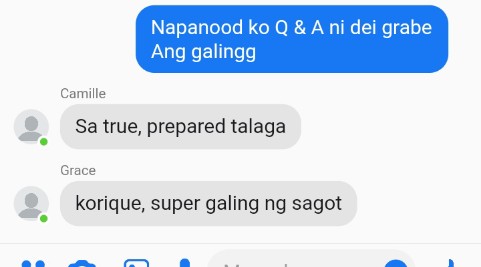 Napanood ko Q & A ni dei grabe
Ang galingg
Camille
Sa true, prepared talaga
Grace
korique, super galing ng sagot